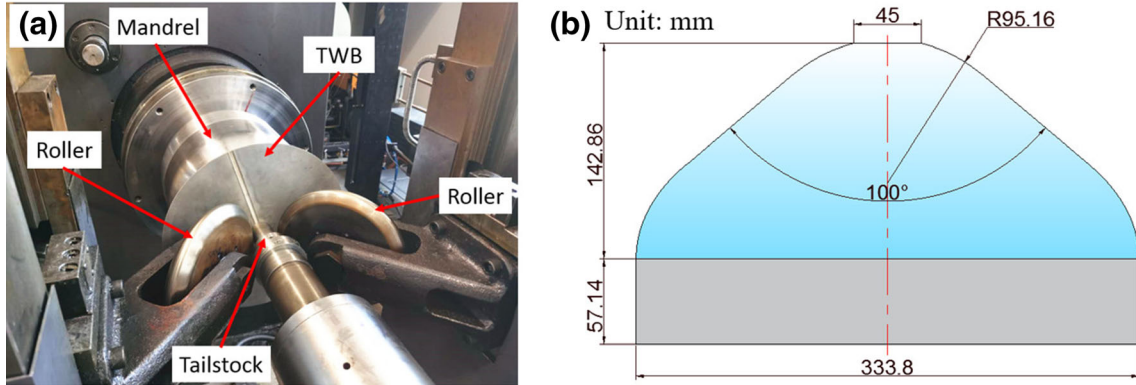 (a)
Mandrel
TWB
Roller
Roller
Tailstock
(b) Unit: mm
45
R95.16
142.86
100°
57.14
333.8